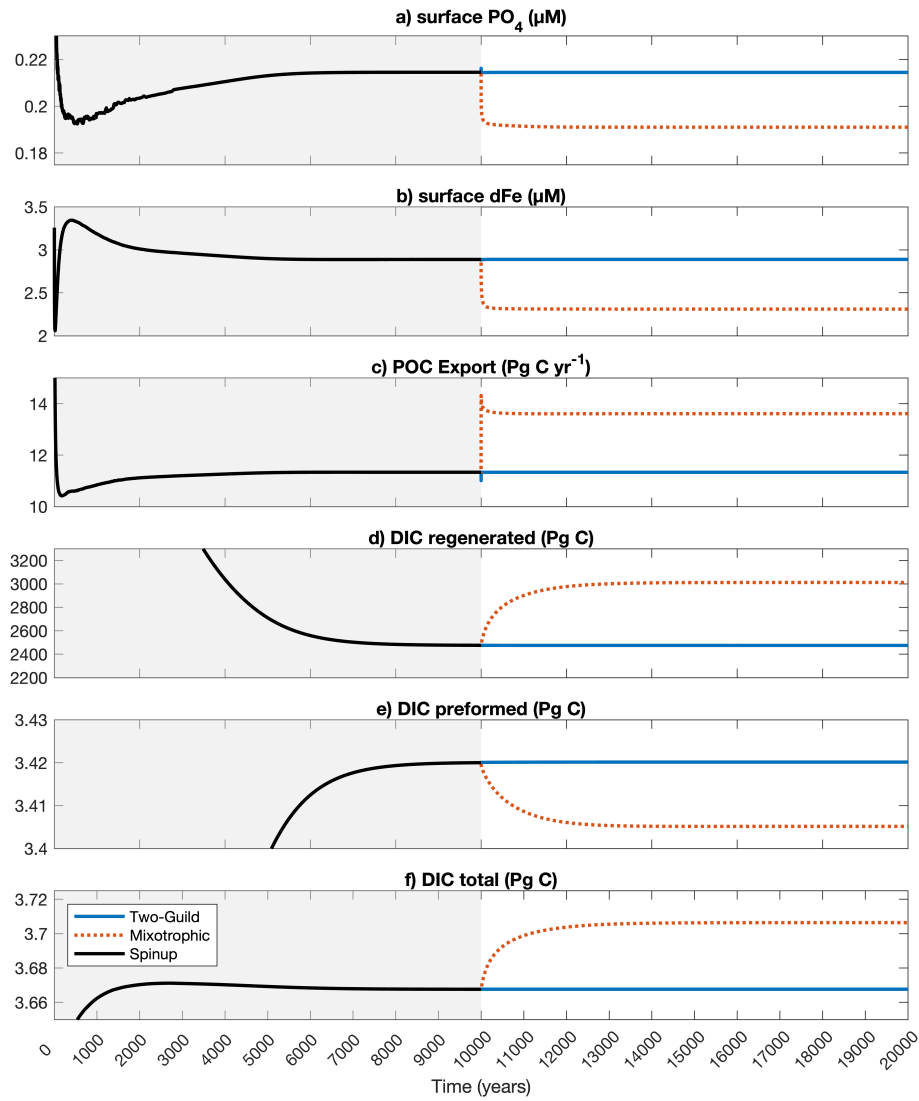 a) surface PO4 (µM)
0.22
0.2
0.18
b) surface dFe (µM)
3.5
3
2.5
2
c) POC Export (Pg C yr-1)
14
12
10
d) DIC regenerated (Pg C)
3200
3000
2800
2600
2400
2200
e) DIC preformed (Pg C)
3.43
3.42
3.41
3.4
f) DIC total (Pg C)
3.72
3.7
3.68
3.66
Two-Guild
Mixotrophic
Spinup
0 1000 2000 3000 4000 5000 6000 7000 8000 9000 10000 11000 12000 13000 14000 15000 16000 17000 18000 19000 20000
Time (years)